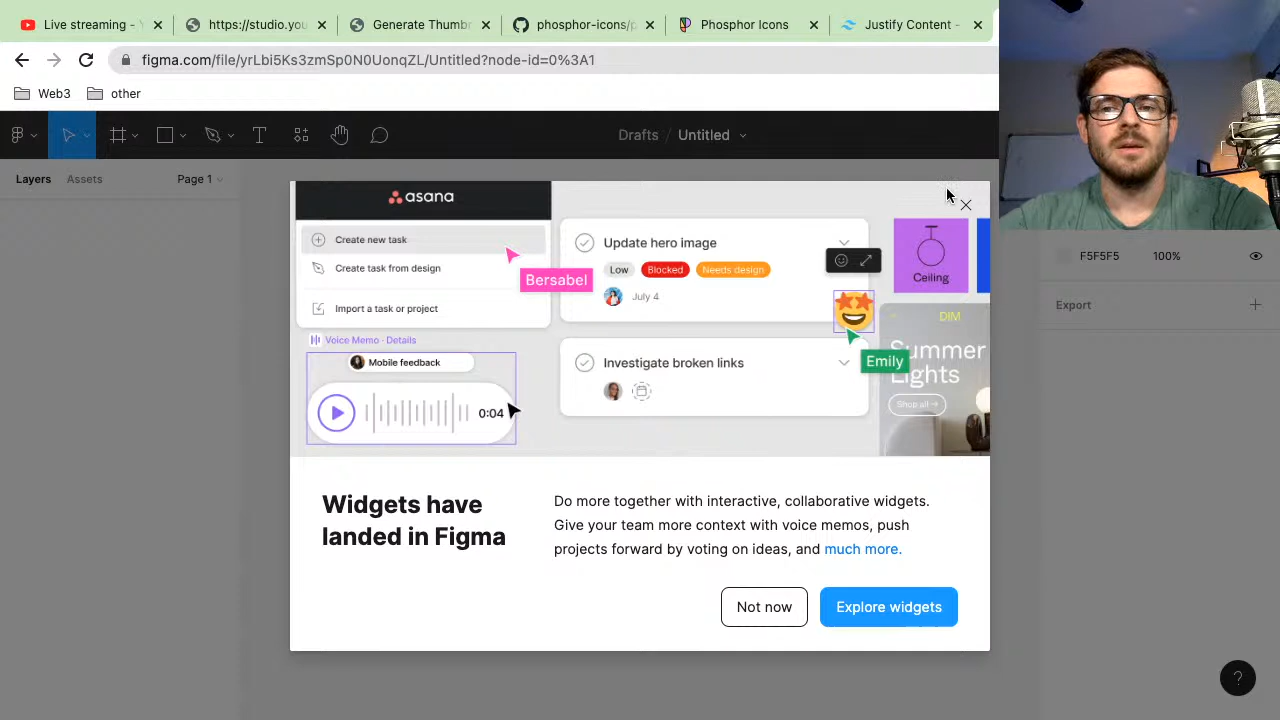 Live streaming - Y
https://studio.you
Generate Thumbn
phosphor-icons/p
Phosphor Icons
Justify Content -
figma.com/file/yrLbi5Ks3zmSp0N0UonqZL/Untitled?node-id=0%3A1
Web3
other
Drafts / Untitled
Layers
Assets
Page 1
F5F5F5
100%
Export
asana
Create new task
Create task from design
Import a task or project
Bersabel
Voice Memo - Details
Mobile feedback
0:04
Update hero image
Low
Blocked
Needs design
July 4
Emily
Investigate broken links
Ceiling
DIM
Summer
Lights
Shop all →
Widgets have
landed in Figma
Do more together with interactive, collaborative widgets.
Give your team more context with voice memos, push
projects forward by voting on ideas, and much more.
Not now
Explore widgets
?